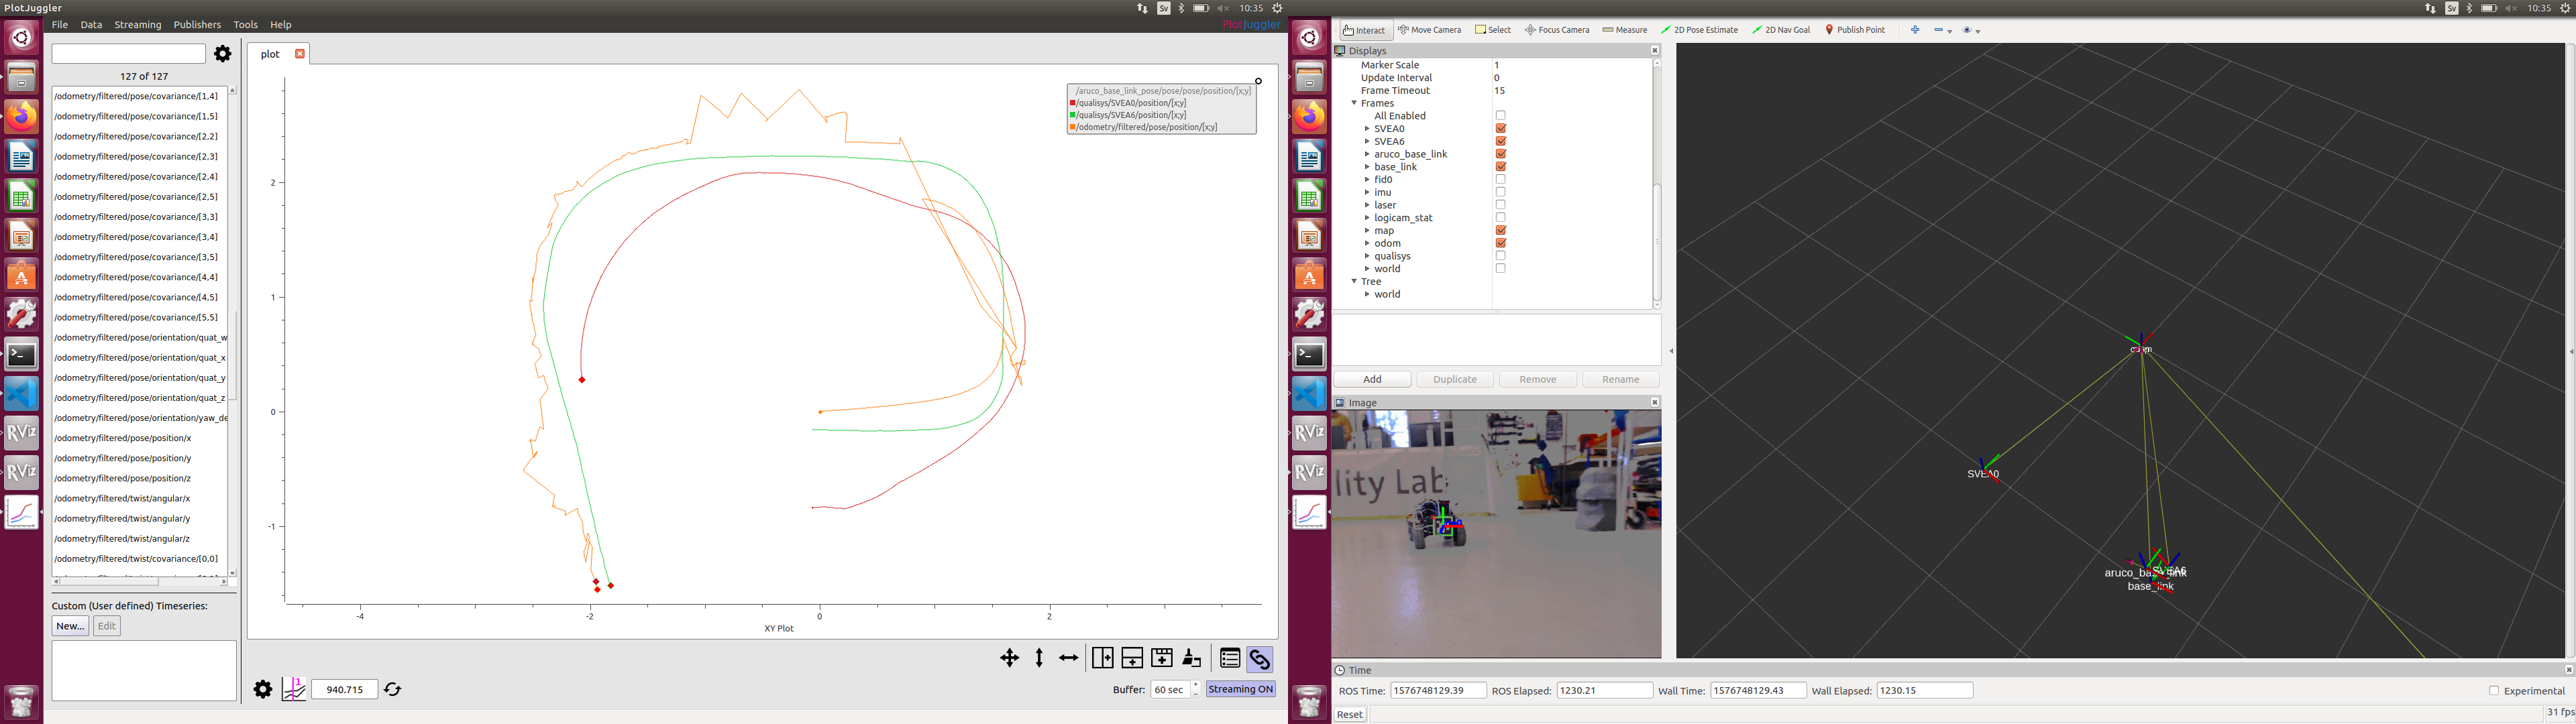 PlotJuggler
Sv
10:35
Sv
10:35
File Data Streaming Publishers Tools Help
PlotJuggler
127 of 127
/odometry/filtered/pose/covariance/[1,4]
/odometry/filtered/pose/covariance/[1,5]
/odometry/filtered/pose/covariance/[2,2]
/odometry/filtered/pose/covariance/[2,3]
/odometry/filtered/pose/covariance/[2,4]
/odometry/filtered/pose/covariance/[2,5]
/odometry/filtered/pose/covariance/[3,3]
/odometry/filtered/pose/covariance/[3,4]
/odometry/filtered/pose/covariance/[3,5]
/odometry/filtered/pose/covariance/[4,4]
/odometry/filtered/pose/covariance/[4,5]
/odometry/filtered/pose/covariance/[5,5]
/odometry/filtered/pose/orientation/quat_w
/odometry/filtered/pose/orientation/quat_x
/odometry/filtered/pose/orientation/quat_y
/odometry/filtered/pose/orientation/quat_z
/odometry/filtered/pose/orientation/yaw_de
/odometry/filtered/pose/position/x
/odometry/filtered/pose/position/y
/odometry/filtered/pose/position/z
/odometry/filtered/twist/angular/x
/odometry/filtered/twist/angular/y
/odometry/filtered/twist/angular/z
/odometry/filtered/twist/covariance/[0,0]
Custom (User defined) Timeseries:
New... Edit
plot
/aruco_base_link_pose/pose/pose/position/[x;y]
/qualisys/SVEA0/position/[x;y]
/qualisys/SVEA6/position/[x;y]
/odometry/filtered/pose/position/[x;y]
2
1
0
-1
-4 -2 0 2
XY Plot
1
940.715
Buffer: 60 sec Streaming ON
RViz
RViz
Interact Move Camera Select Focus Camera Measure 2D Pose Estimate 2D Nav Goal Publish Point
Displays
Marker Scale 1
Update Interval 0
Frame Timeout 15
Frames
All Enabled
SVEA0
SVEA6
aruco_base_link
base_link
fid0
imu
laser
logicam_stat
map
odom
qualisys
world
Tree
world
Add Duplicate Remove Rename
Image
ility Lab
RViz
RViz
SVEA0
SVEA6
aruco_base_link
base_link
Time
ROS Time: 1576748129.39 ROS Elapsed: 1230.21 Wall Time: 1576748129.43 Wall Elapsed: 1230.15 Experimental
Reset
31 fps